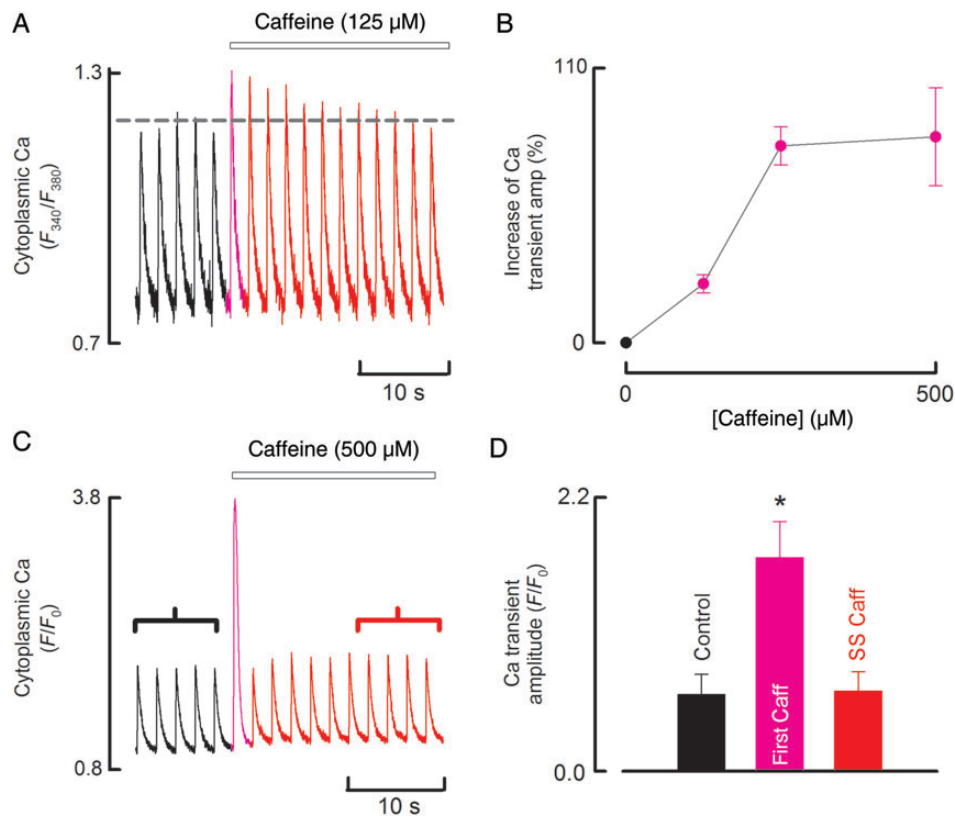 A
Caffeine (125 µM)
1.3
Cytoplasmic Ca
(F340/F380)
0.7
10 s
B
110
Increase of Ca
transient amp (%)
0
0
500
[Caffeine] (µM)
C
Caffeine (500 µM)
3.8
Cytoplasmic Ca
(F/F0)
0.8
10 s
D
2.2
Ca transient
amplitude (F/F0)
0.0
Control
*
First Caff
SS Caff